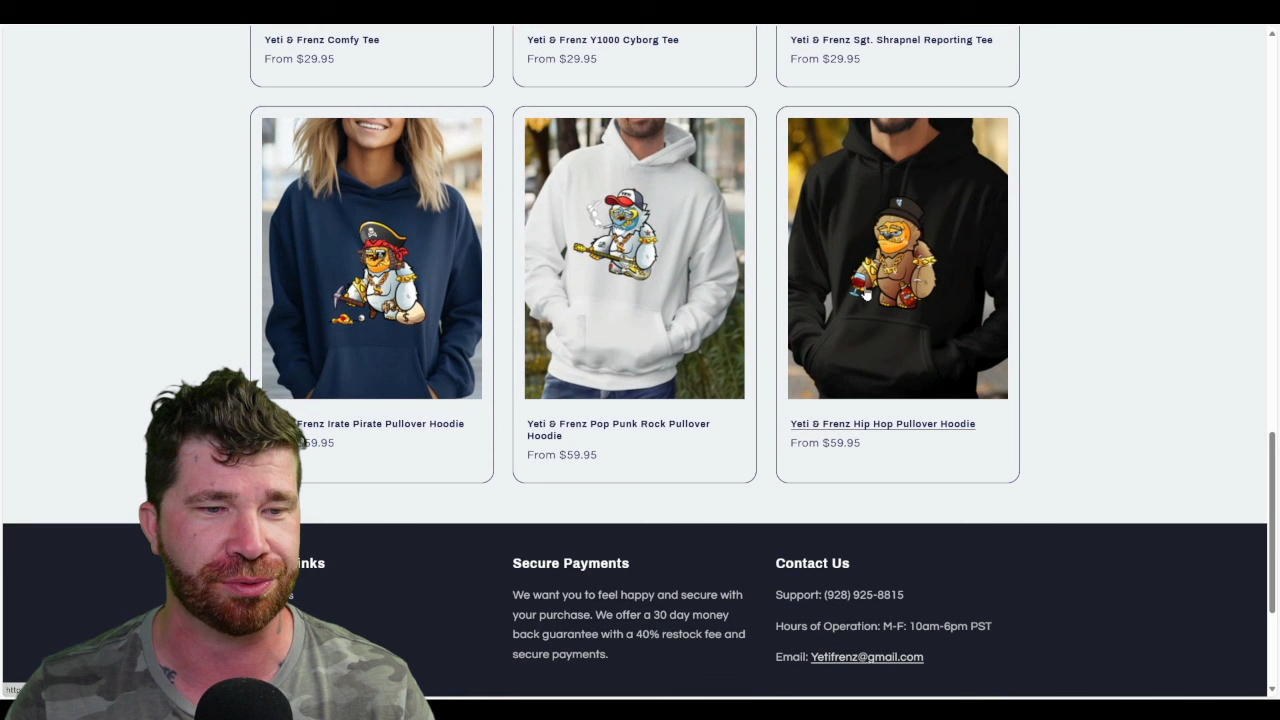 Yeti & Frenz Comfy Tee
From $29.95
Yeti & Frenz Y1000 Cyborg Tee
From $29.95
Yeti & Frenz Sgt. Shrapnel Reporting Tee
From $29.95
Frenz Irate Pirate Pullover Hoodie
59.95
Yeti & Frenz Pop Punk Rock Pullover
Hoodie
From $59.95
Yeti & Frenz Hip Hop Pullover Hoodie
From $59.95
inks
Secure Payments
We want you to feel happy and secure with
your purchase. We offer a 30 day money
back guarantee with a 40% restock fee and
secure payments.
Contact Us
Support: (928) 925-8815
Hours of Operation: M-F: 10am-6pm PST
Email: Yetifrenz@gmail.com